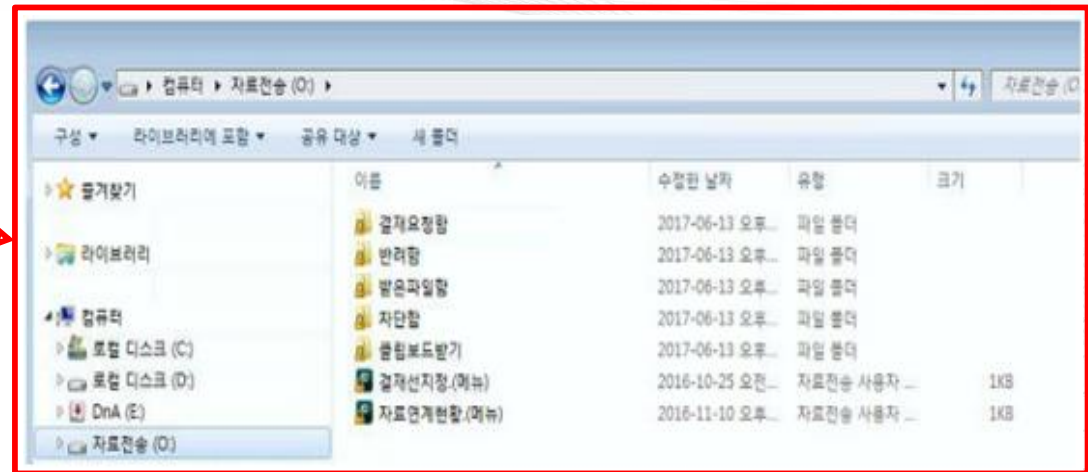 컴퓨터 ▸ 자료전송 (O:) ▸ 자료전송 (O
구성 ▾ 라이브러리에 포함 ▾ 공유 대상 ▾ 새 폴더
이름 수정한 날짜 유형 크기
즐겨찾기
결재요청함 2017-06-13 오후... 파일 폴더
라이브러리 반려함 2017-06-13 오후... 파일 폴더
받은파일함 2017-06-13 오후... 파일 폴더
컴퓨터 차단함 2017-06-13 오후... 파일 폴더
로컬 디스크 (C:) 클립보드받기 2017-06-13 오후... 파일 폴더
로컬 디스크 (D:) 결재선지정.(메뉴) 2016-10-25 오전... 자료전송 사용자 ... 1KB
DnA (E:) 자료연계현황.(메뉴) 2016-11-10 오후... 자료전송 사용자 ... 1KB
자료전송 (O:)